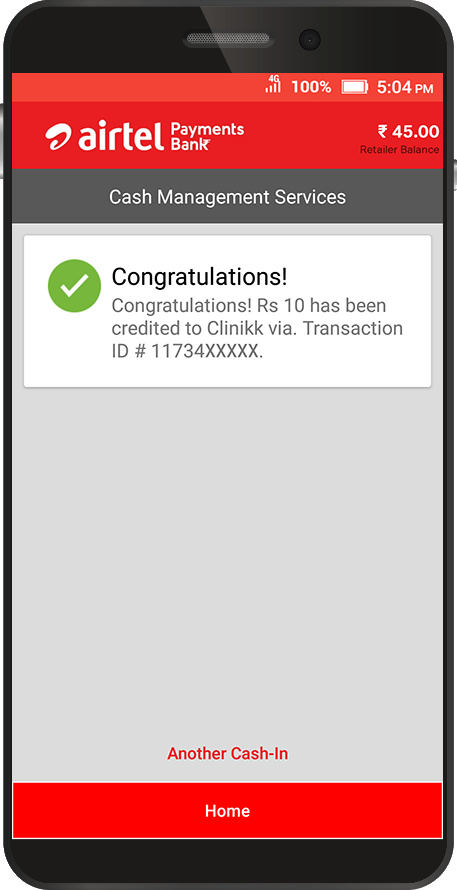 4G 100% 5:04 PM
airtel Payments Bank
₹ 45.00
Retailer Balance
Cash Management Services
Congratulations!
Congratulations! Rs 10 has been
credited to Clinikk via. Transaction
ID # 11734XXXXX.
Another Cash-In
Home